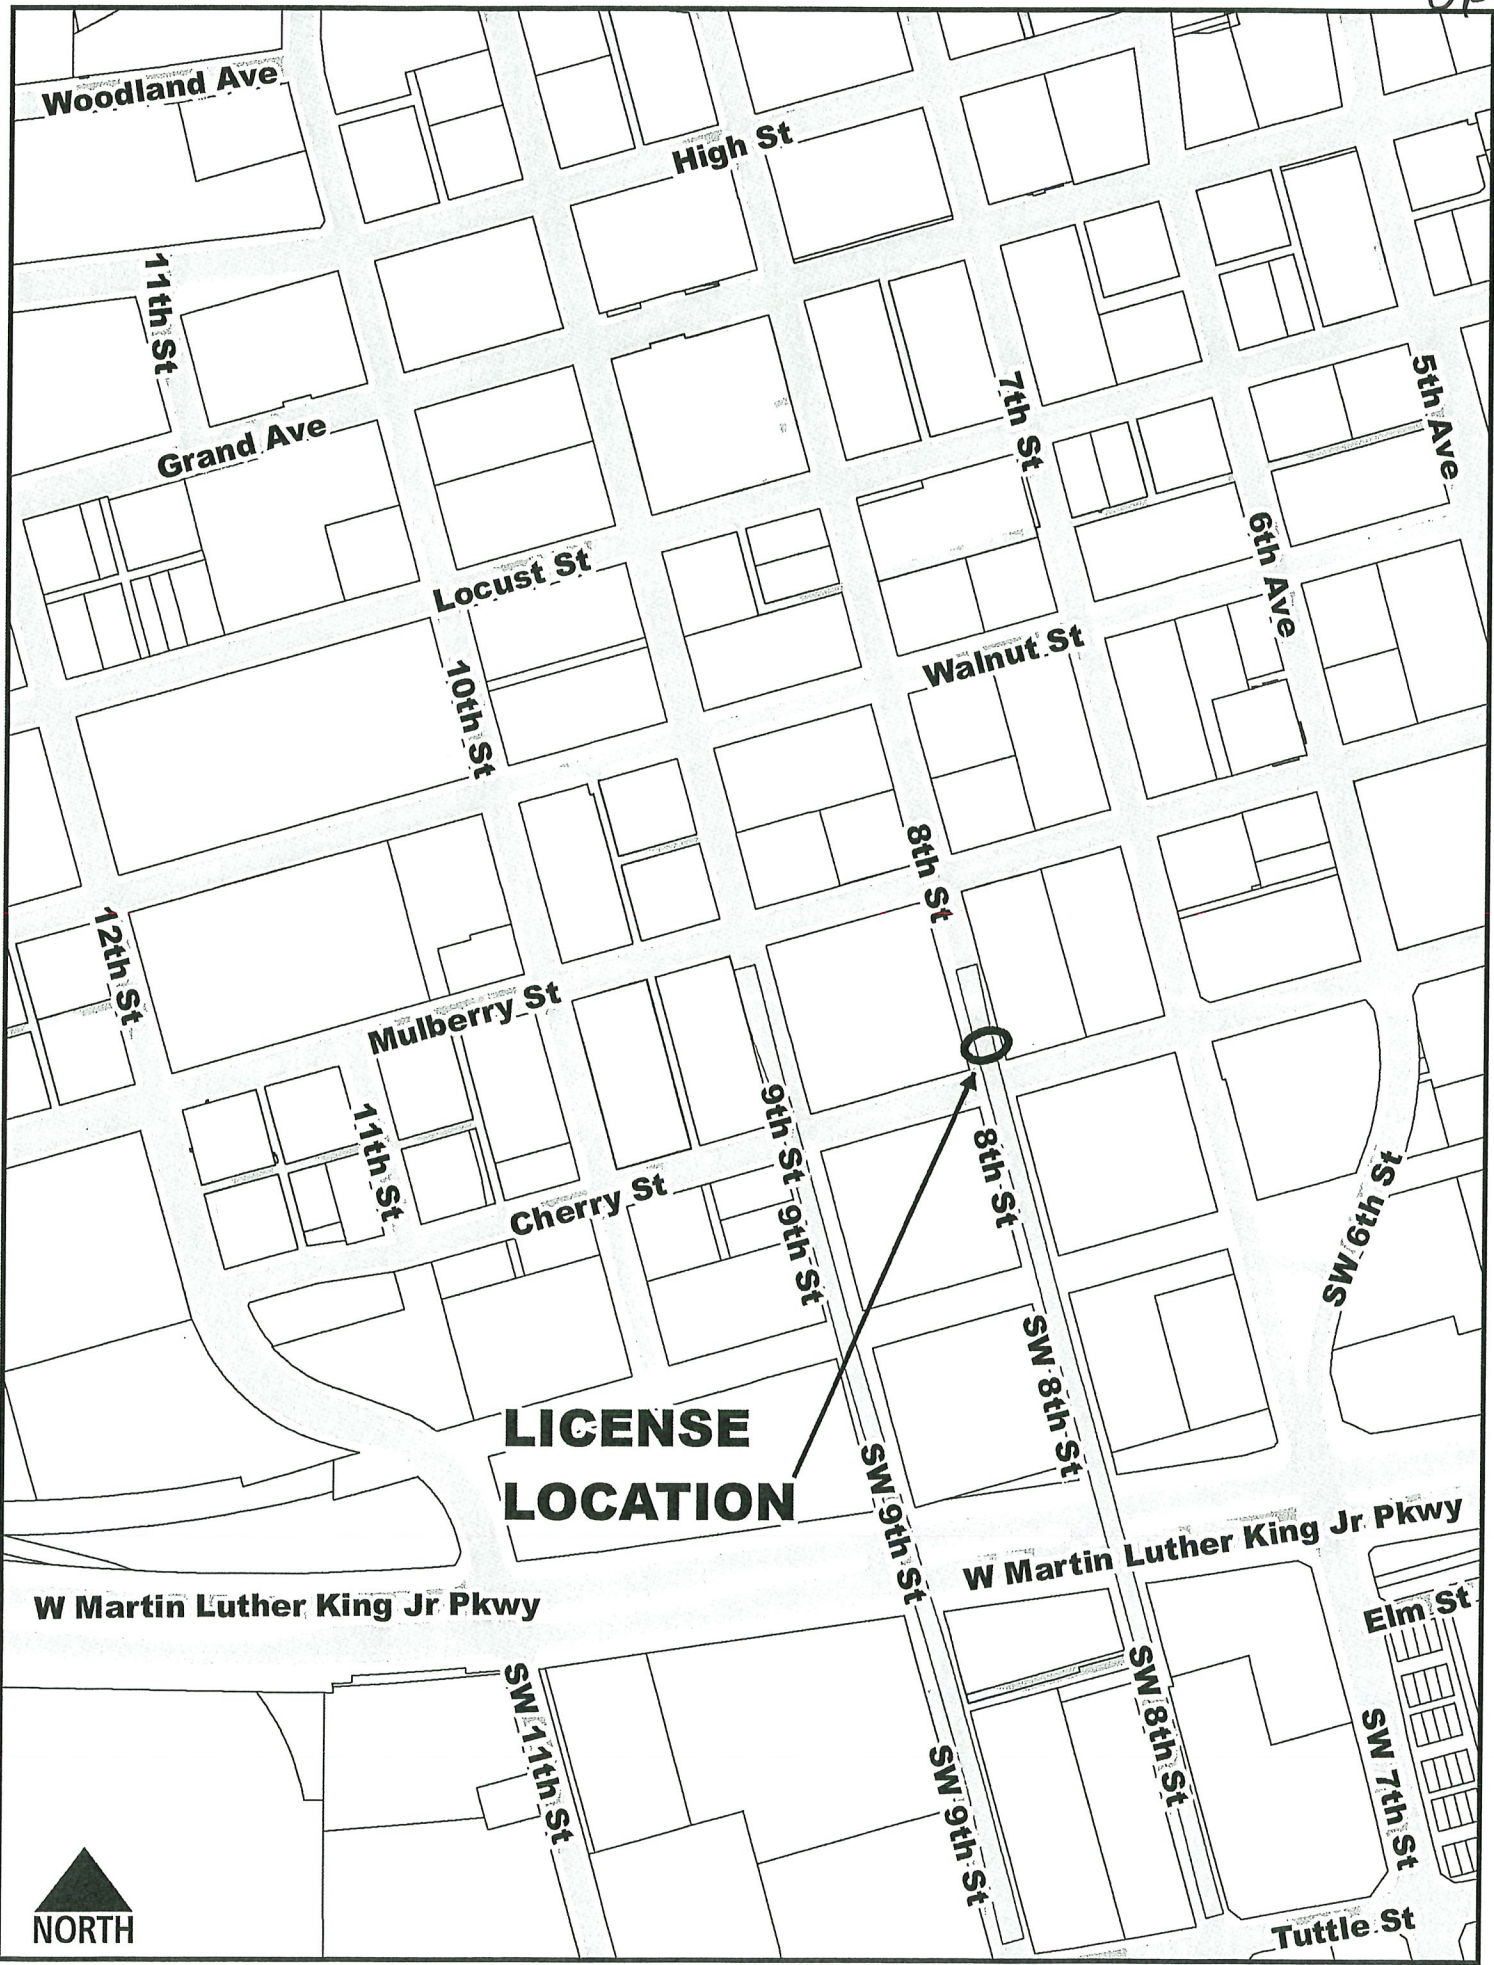 Woodland Ave
High St
11th St
Grand Ave
7th St
5th Ave
6th Ave
Locust St
Walnut St
10th St
8th St
12th St
Mulberry St
11th St
9th St
8th St
Cherry St
9th St
SW 6th St
SW 8th St
LICENSE
LOCATION
SW 9th St
W Martin Luther King Jr Pkwy
W Martin Luther King Jr Pkwy
Elm St
SW 11th St
SW 8th St
SW 7th St
SW 9th St
NORTH
Tuttle St